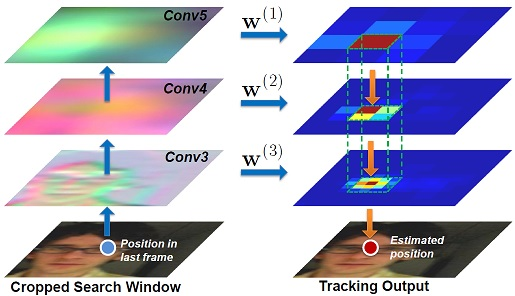 Conv5
w(1)
Conv4
w(2)
Conv3
w(3)
Position in
last frame
Estimated
position
Cropped Search Window
Tracking Output